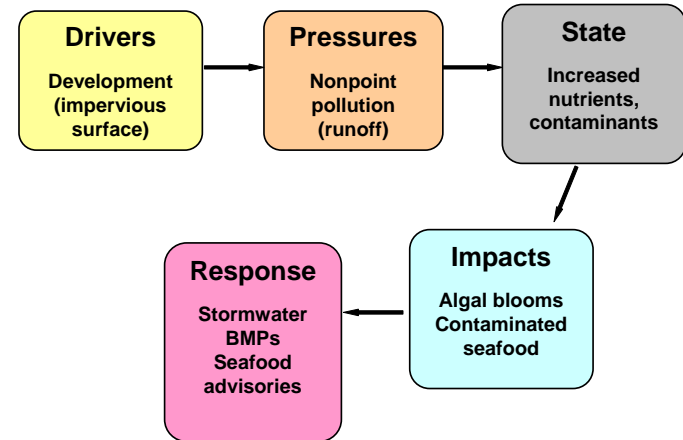 Drivers
Development
(impervious
surface)
Pressures
Nonpoint
pollution
(runoff)
State
Increased
nutrients,
contaminants
Impacts
Algal blooms
Contaminated
seafood
Response
Stormwater
BMPs
Seafood
advisories